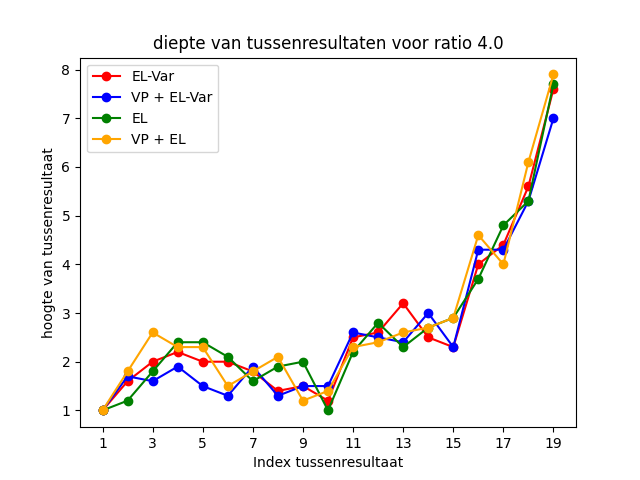 diepte van tussenresultaten voor ratio 4.0
EL-Var
VP + EL-Var
EL
VP + EL
hoogte van tussenresultaat
8
7
6
5
4
3
2
1
1 3 5 7 9 11 13 15 17 19
Index tussenresultaat